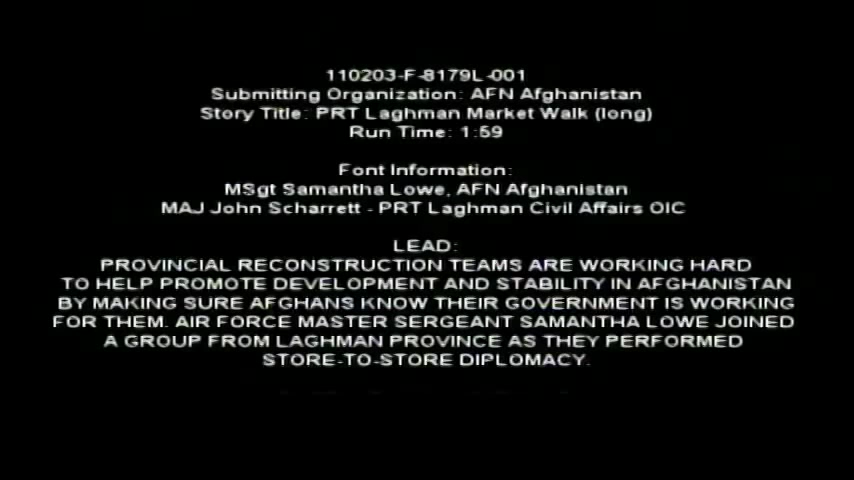 110203-F-8179L-001
Submitting Organization: AFN Afghanistan
Story Title: PRT Laghman Market Walk (long)
Run Time: 1:59
Font Information:
MSgt Samantha Lowe, AFN Afghanistan
MAJ John Scharrett - PRT Laghman Civil Affairs OIC
LEAD:
PROVINCIAL RECONSTRUCTION TEAMS ARE WORKING HARD
TO HELP PROMOTE DEVELOPMENT AND STABILITY IN AFGHANISTAN
BY MAKING SURE AFGHANS KNOW THEIR GOVERNMENT IS WORKING
FOR THEM. AIR FORCE MASTER SERGEANT SAMANTHA LOWE JOINED
A GROUP FROM LAGHMAN PROVINCE AS THEY PERFORMED
STORE-TO-STORE DIPLOMACY.